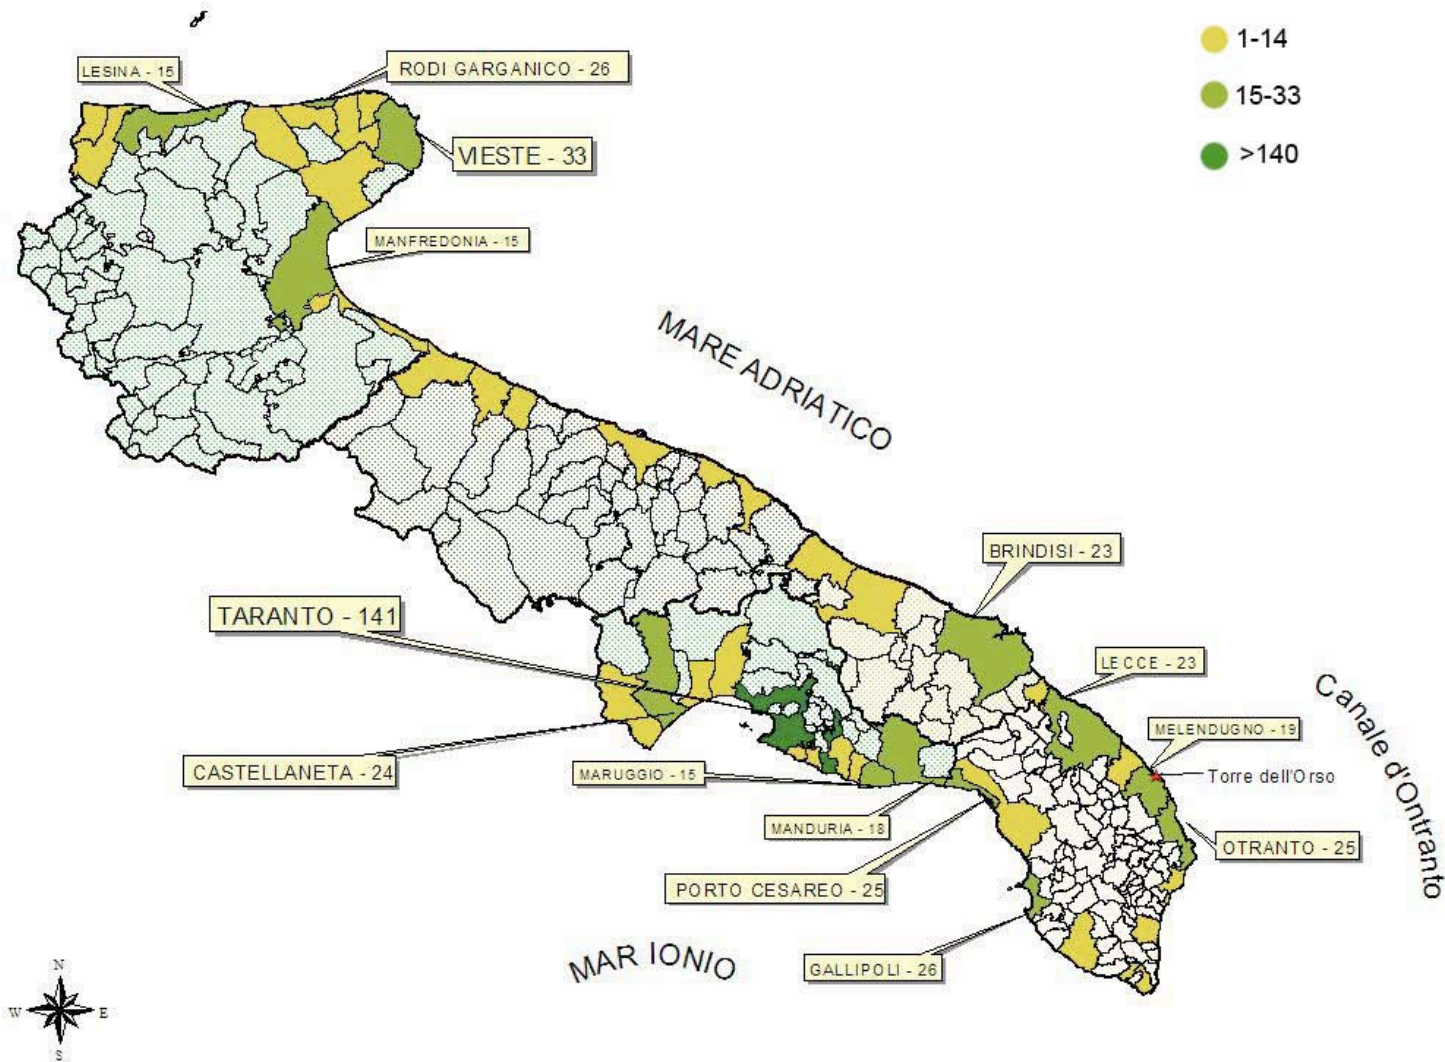 1-14
15-33
>140
LESINA - 15
RODI GARGANICO - 26
VIESTE - 33
MANFREDONIA - 15
MARE ADRIATICO
BRINDISI - 23
TARANTO - 141
LECCE - 23
Canale d'Ontranto
MELENDUGNO - 19
Torre dell'Orso
CASTELLANETA - 24
MARUGGIO - 15
MANDURIA - 18
OTRANTO - 25
PORTO CESAREO - 25
MAR IONIO
GALLIPOLI - 26
N
W E
S